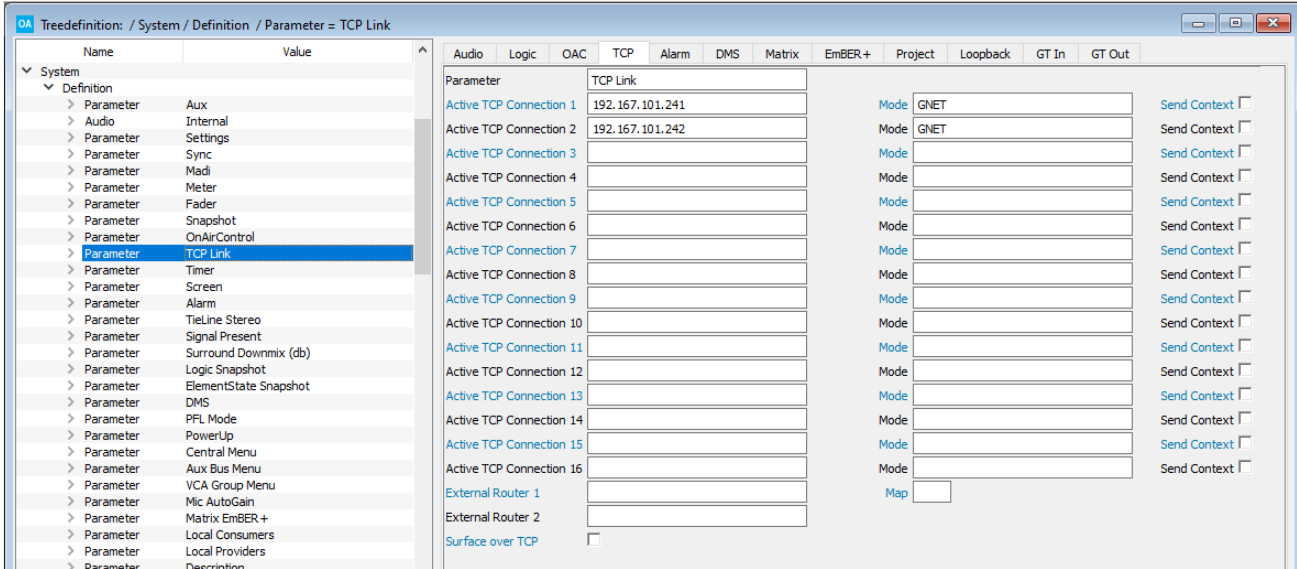 OA Treedefinition: / System / Definition / Parameter = TCP Link
Name Value
System
Definition
Parameter Aux
Audio Internal
Parameter Settings
Parameter Sync
Parameter Madi
Parameter Meter
Parameter Fader
Parameter Snapshot
Parameter OnAirControl
Parameter TCP Link
Parameter Timer
Parameter Screen
Parameter Alarm
Parameter TieLine Stereo
Parameter Signal Present
Parameter Surround Downmix (db)
Parameter Logic Snapshot
Parameter ElementState Snapshot
Parameter DMS
Parameter PFL Mode
Parameter PowerUp
Parameter Central Menu
Parameter Aux Bus Menu
Parameter VCA Group Menu
Parameter Mic AutoGain
Parameter Matrix EmBER+
Parameter Local Consumers
Parameter Local Providers
Parameter Description
Audio Logic OAC TCP Alarm DMS Matrix EmBER+ Project Loopback GT In GT Out
Parameter TCP Link
Active TCP Connection 1 192.167.101.241 Mode GNET Send Context
Active TCP Connection 2 192.167.101.242 Mode GNET Send Context
Active TCP Connection 3 Mode Send Context
Active TCP Connection 4 Mode Send Context
Active TCP Connection 5 Mode Send Context
Active TCP Connection 6 Mode Send Context
Active TCP Connection 7 Mode Send Context
Active TCP Connection 8 Mode Send Context
Active TCP Connection 9 Mode Send Context
Active TCP Connection 10 Mode Send Context
Active TCP Connection 11 Mode Send Context
Active TCP Connection 12 Mode Send Context
Active TCP Connection 13 Mode Send Context
Active TCP Connection 14 Mode Send Context
Active TCP Connection 15 Mode Send Context
Active TCP Connection 16 Mode Send Context
External Router 1 Map
External Router 2
Surface over TCP